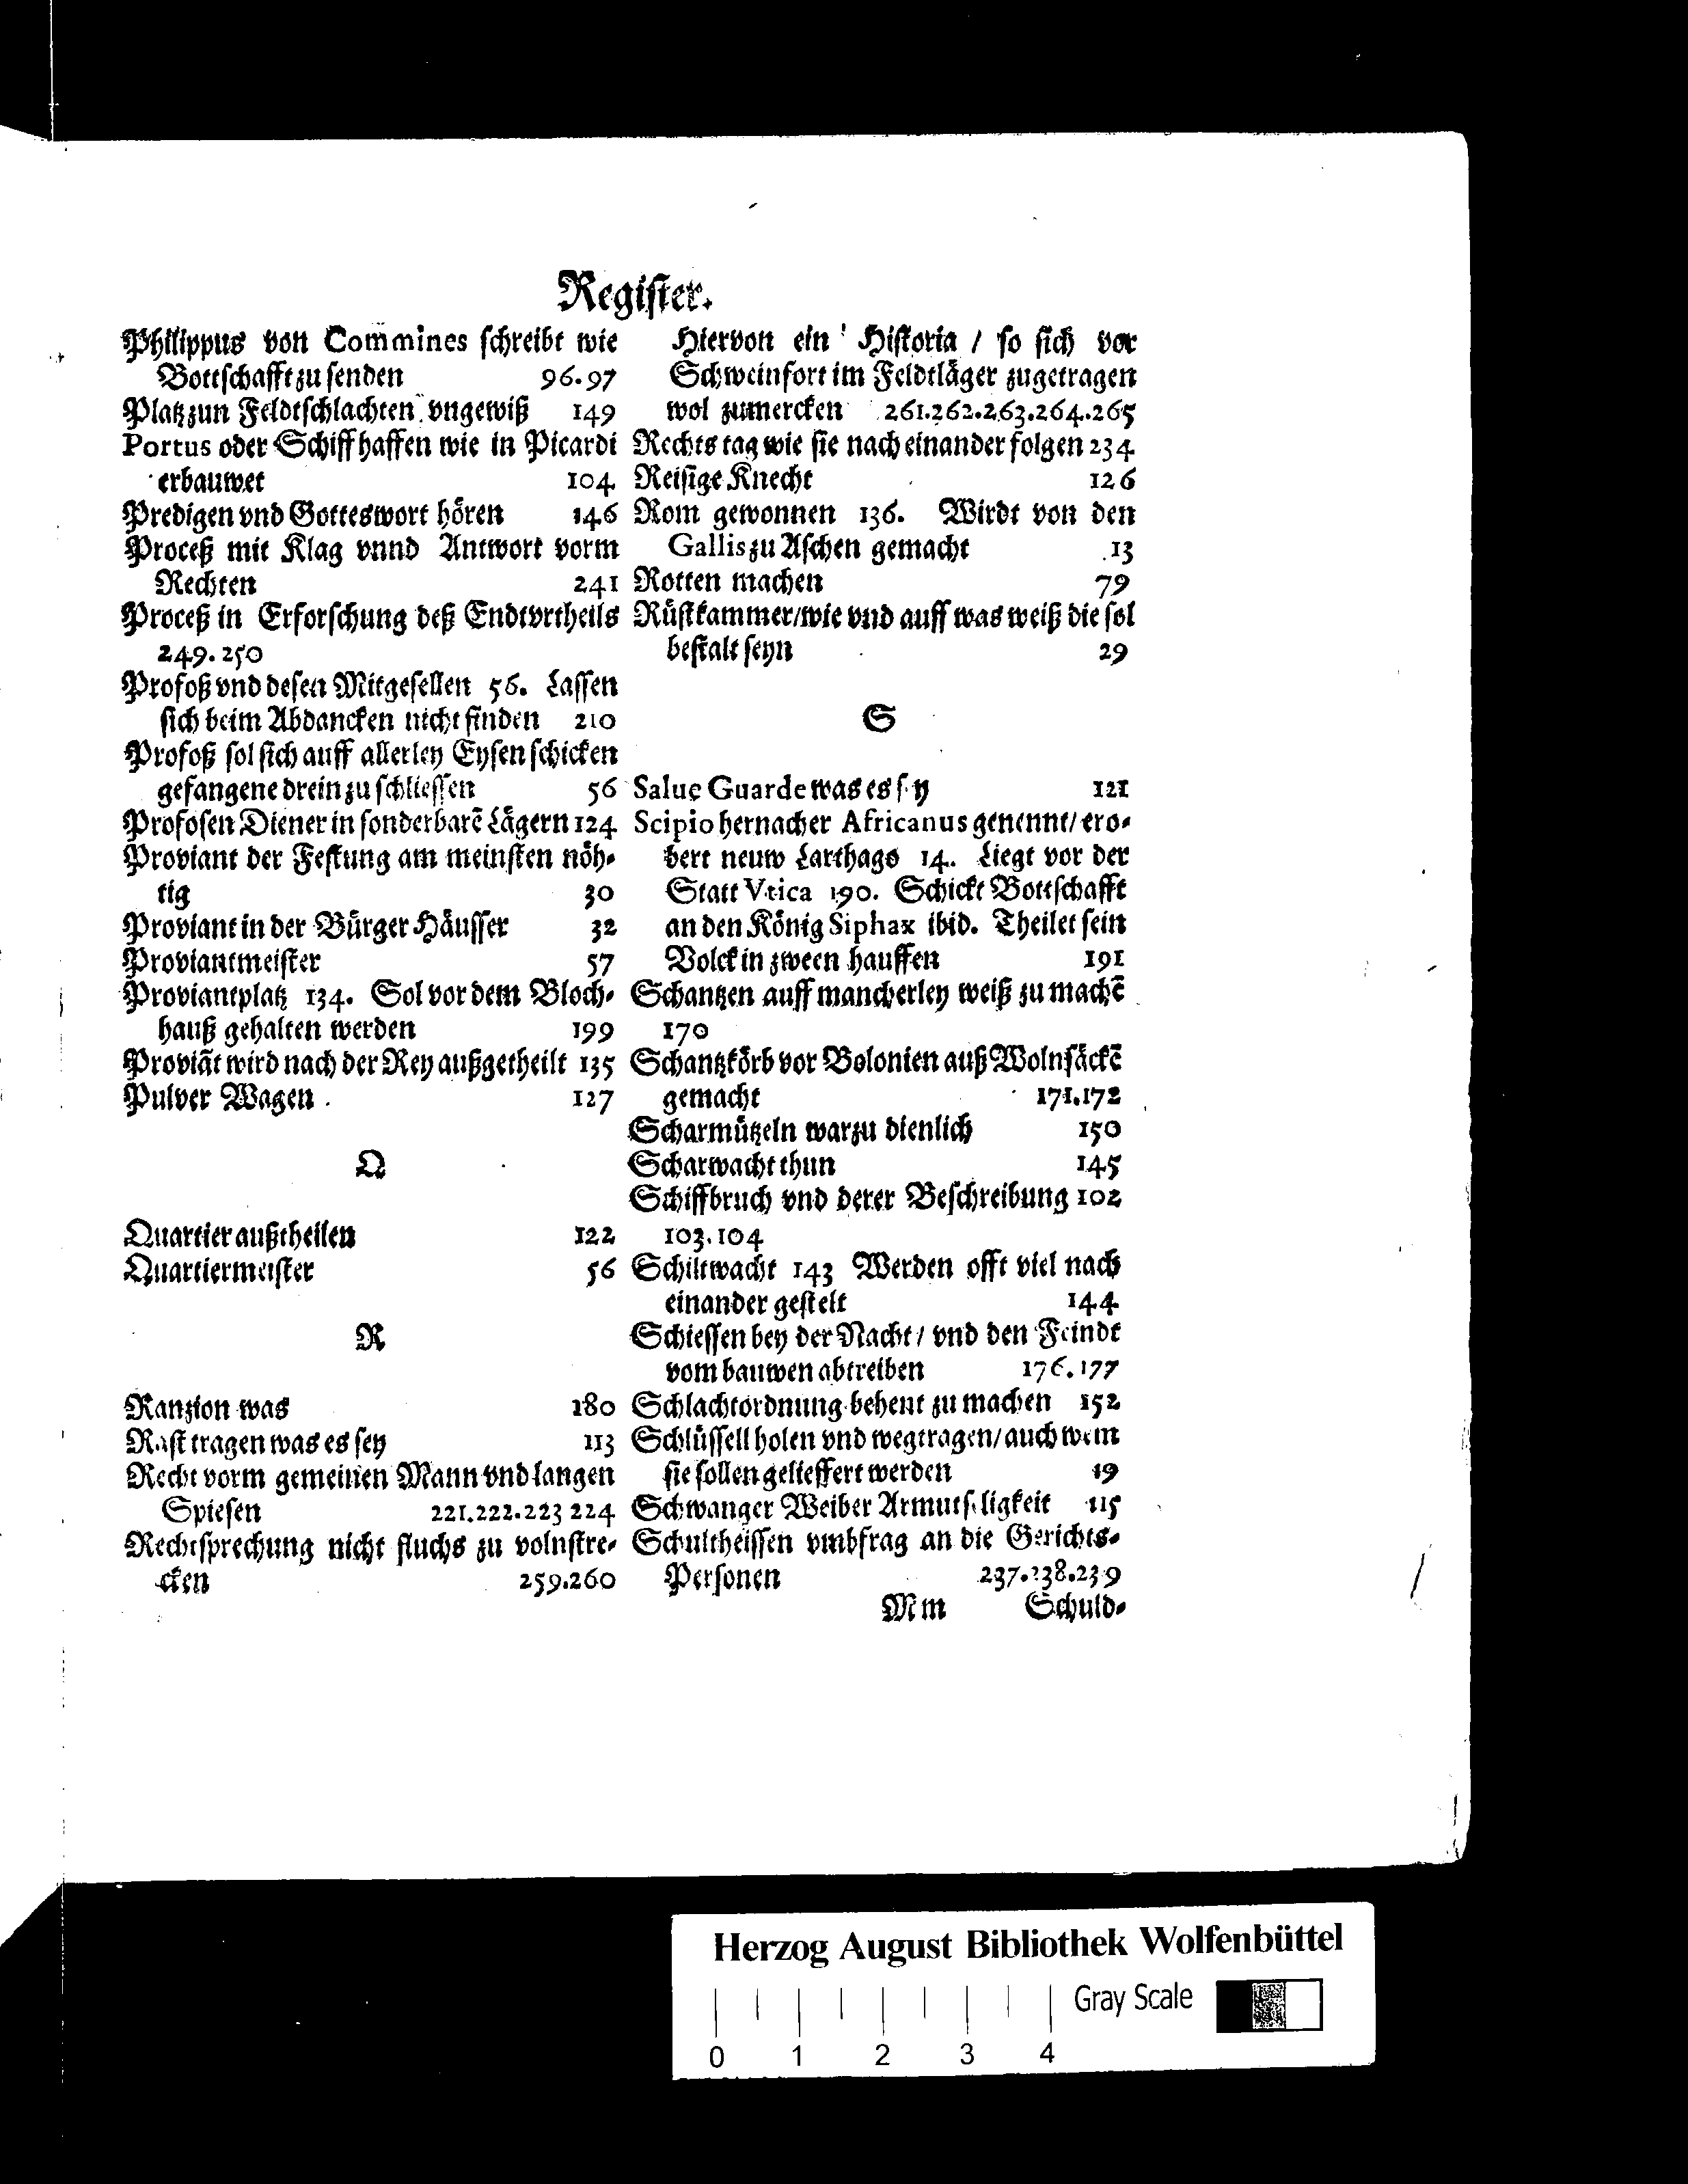 Register.
Philippus von Commines schreibt wie
Bottschafft zu senden 96.97
Platz zun Feldtschlachten vngewiß 149
Portus oder Schiffhaffen wie in Picardi
erbauwet 104
Predigen vnd Gotteswort hören 146
Proceß mit Klag vnnd Antwort vorm
Rechten 241
Proceß in Erforschung deß Endtvrtheils
249.250
Profoß vnd desen Mitgesellen 56. Lassen
sich beim Abdancken nicht finden 210
Profoß sol sich auff allerley Eysen schicken
gefangene drein zu schliessen 56
Profosen Diener in sonderbarē Lägern 124
Proviant der Festung am meinsten nöh-
tig 30
Proviant in der Bürger Häusser 32
Proviantmeister 57
Proviantplatz 134. Sol vor dem Bloch-
hauß gehalten werden 199
Proviāt wird nach der Rey außgetheilt 135
Pulver Wagen 127
Q
Quartier außtheilen 122
Quartiermeister 56
R
Ranzion was 180
Rast tragen was es sey 113
Recht vorm gemeinen Mann vnd langen
Spiesen 221.222.223 224
Rechtsprechung nicht fluchs zu volnstre-
cken 259.260
Hiervon ein Historia / so sich vor
Schweinfort im Feldtläger zugetragen
wol zumercken 261.262.263.264.265
Rechts tag wie sie nach einander folgen 234
Reisige Knecht 126
Rom gewonnen 136. Wirdt von den
Gallis zu Aschen gemacht 13
Rotten machen 79
Rüstkammer/wie vnd auff was weiß die sol
bestalt seyn 29
S
Salue Guarde was es sy 121
Scipio hernacher Africanus genennt/ ero-
bert neuw Carthago 14. Liegt vor der
Statt Vtica 190. Schickt Bottschafft
an den König Siphax ibid. Theilet sein
Volck in zween hauffen 191
Schantzen auff mancherley weiß zu machē
170
Schantzkörb vor Bolonien auß Wolnsäckē
gemacht 171.172
Scharmützeln warzu dienlich 150
Scharwacht thun 145
Schiffbruch vnd derer Beschreibung 102
103.104
Schiltwacht 143 Werden offt viel nach
einander gestelt 144
Schiessen bey der Nacht / vnd den Feindt
vom bauwen abtreiben 176.177
Schlachtordnung behent zu machen 152
Schlüssell holen vnd wegtragen/ auch wem
sie sollen gelieffert werden 19
Schwanger Weiber Armutseligkeit 115
Schultheissen vmbfrag an die Gerichts-
Personen 237.238.239
Mm Schuld-
Herzog August Bibliothek Wolfenbüttel
Gray Scale
0 1 2 3 4